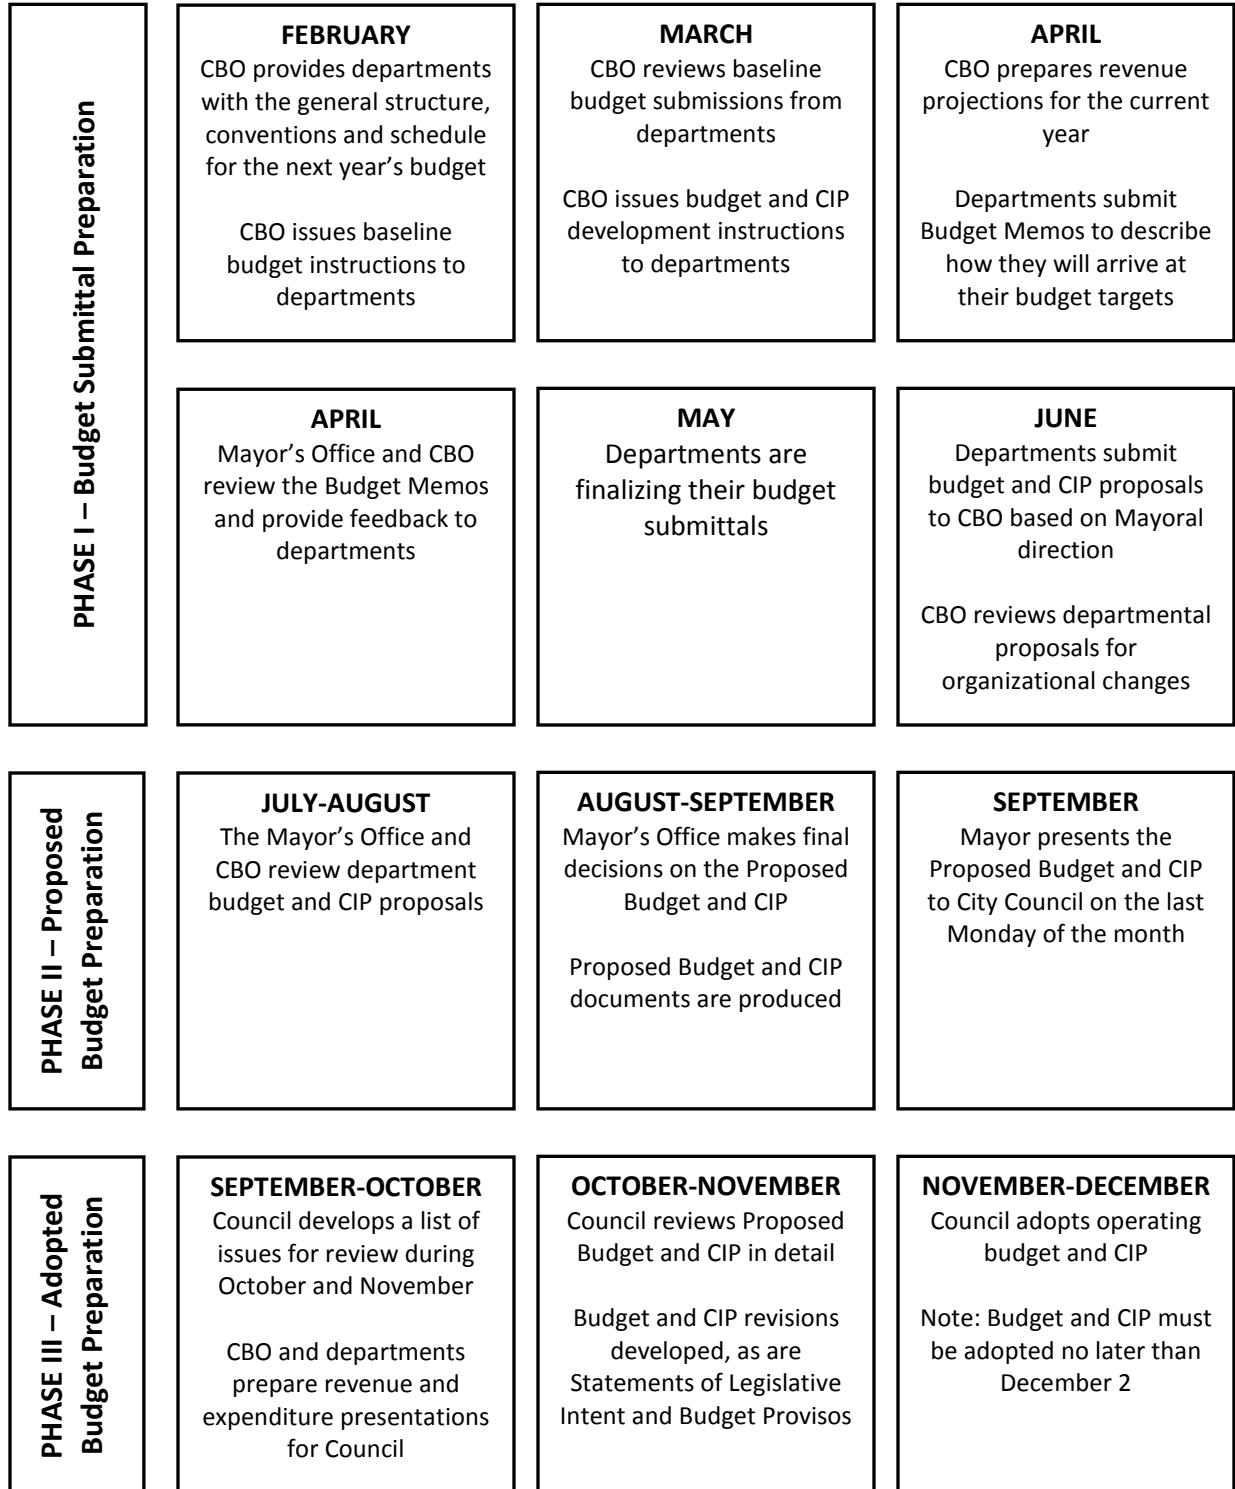 PHASE I – Budget Submittal Preparation
FEBRUARY
CBO provides departments
with the general structure,
conventions and schedule
for the next year’s budget
CBO issues baseline
budget instructions to
departments
MARCH
CBO reviews baseline
budget submissions from
departments
CBO issues budget and CIP
development instructions
to departments
APRIL
CBO prepares revenue
projections for the current
year
Departments submit
Budget Memos to describe
how they will arrive at
their budget targets
APRIL
Mayor’s Office and CBO
review the Budget Memos
and provide feedback to
departments
MAY
Departments are
finalizing their budget
submittals
JUNE
Departments submit
budget and CIP proposals
to CBO based on Mayoral
direction
CBO reviews departmental
proposals for
organizational changes
PHASE II – Proposed
Budget Preparation
JULY-AUGUST
The Mayor’s Office and
CBO review department
budget and CIP proposals
AUGUST-SEPTEMBER
Mayor’s Office makes final
decisions on the Proposed
Budget and CIP
Proposed Budget and CIP
documents are produced
SEPTEMBER
Mayor presents the
Proposed Budget and CIP
to City Council on the last
Monday of the month
PHASE III – Adopted
Budget Preparation
SEPTEMBER-OCTOBER
Council develops a list of
issues for review during
October and November
CBO and departments
prepare revenue and
expenditure presentations
for Council
OCTOBER-NOVEMBER
Council reviews Proposed
Budget and CIP in detail
Budget and CIP revisions
developed, as are
Statements of Legislative
Intent and Budget Provisos
NOVEMBER-DECEMBER
Council adopts operating
budget and CIP
Note: Budget and CIP must
be adopted no later than
December 2